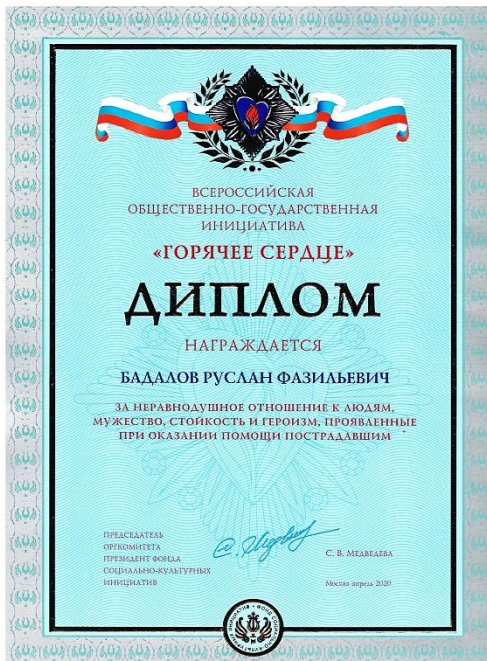 ВСЕРОССИЙСКАЯ
ОБЩЕСТВЕННО-ГОСУДАРСТВЕННАЯ
ИНИЦИАТИВА
«ГОРЯЧЕЕ СЕРДЦЕ»
ДИПЛОМ
НАГРАЖДАЕТСЯ
БАДАЛОВ РУСЛАН ФАЗИЛЬЕВИЧ
ЗА НЕРАВНОДУШНОЕ ОТНОШЕНИЕ К ЛЮДЯМ,
МУЖЕСТВО, СТОЙКОСТЬ И ГЕРОИЗМ, ПРОЯВЛЕННЫЕ
ПРИ ОКАЗАНИИ ПОМОЩИ ПОСТРАДАВШИМ
ПРЕДСЕДАТЕЛЬ
ОРГКОМИТЕТА
ПРЕЗИДЕНТ ФОНДА
СОЦИАЛЬНО-КУЛЬТУРНЫХ
ИНИЦИАТИВ
С. В. МЕДВЕДЕВА
Москва апрель 2020